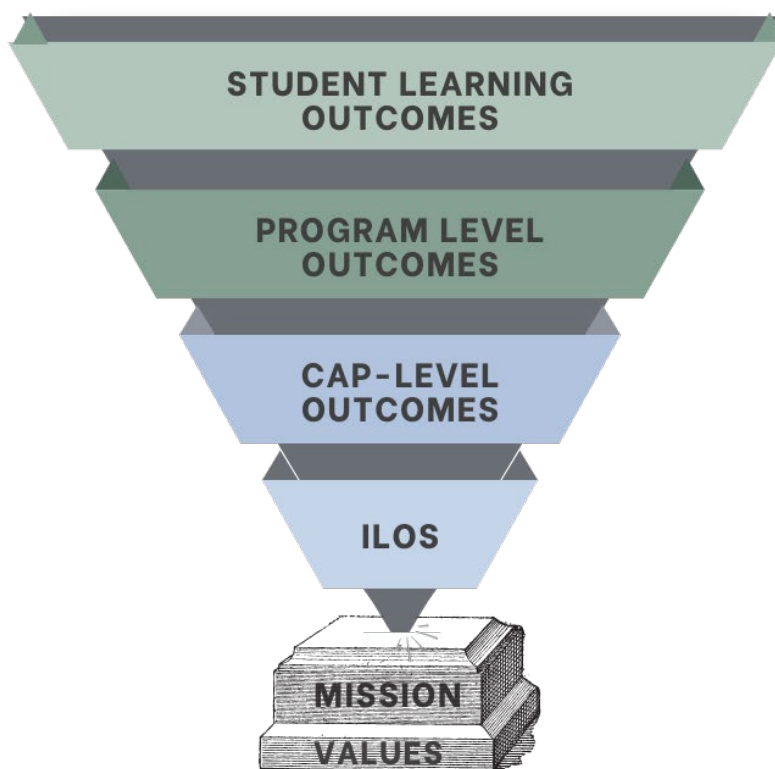 STUDENT LEARNING
OUTCOMES
PROGRAM LEVEL
OUTCOMES
CAP-LEVEL
OUTCOMES
ILOS
MISSION
VALUES